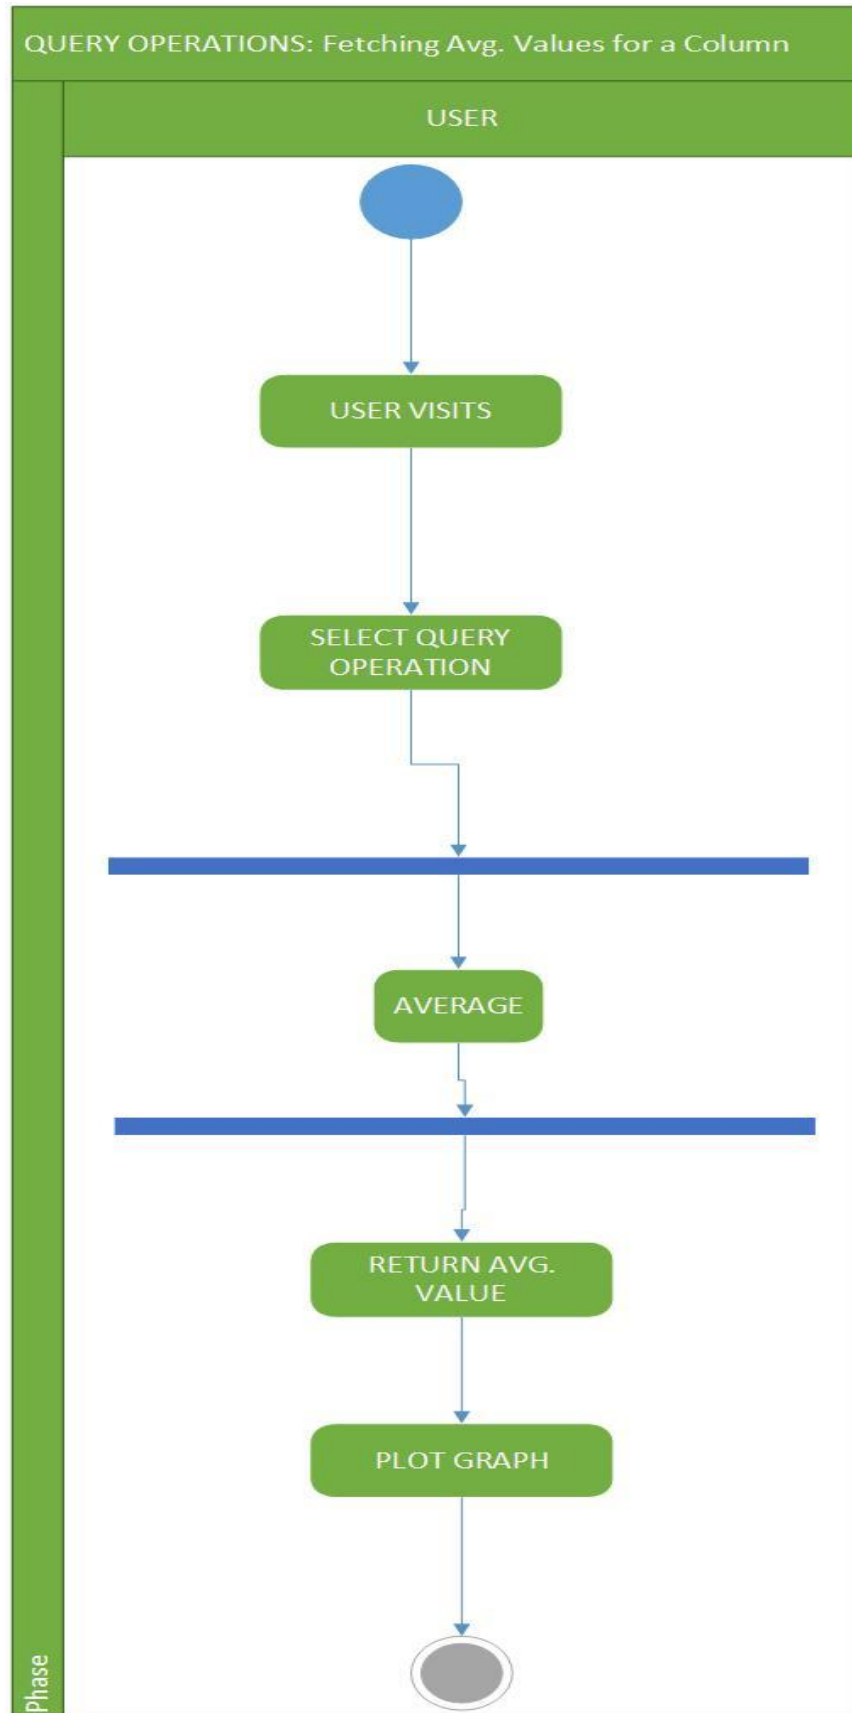 QUERY OPERATIONS: Fetching Avg. Values for a Column
USER
USER VISITS
SELECT QUERY
OPERATION
AVERAGE
RETURN AVG.
VALUE
PLOT GRAPH
Phase